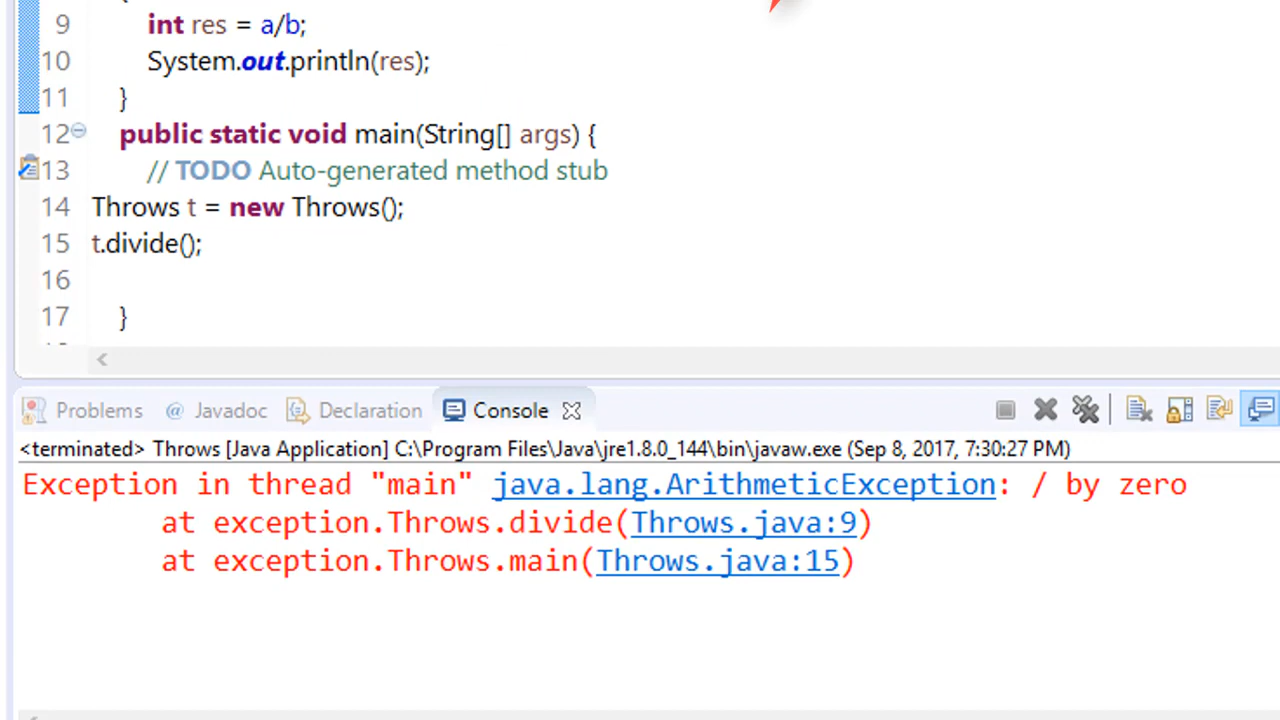 9 int res = a/b;
10 System.out.println(res);
11 }
12 public static void main(String[] args) {
13 // TODO Auto-generated method stub
14 Throws t = new Throws();
15 t.divide();
16
17 }
Problems @ Javadoc Declaration Console
<terminated> Throws [Java Application] C:\Program Files\Java\jre1.8.0_144\bin\javaw.exe (Sep 8, 2017, 7:30:27 PM)
Exception in thread "main" java.lang.ArithmeticException: / by zero
at exception.Throws.divide(Throws.java:9)
at exception.Throws.main(Throws.java:15)